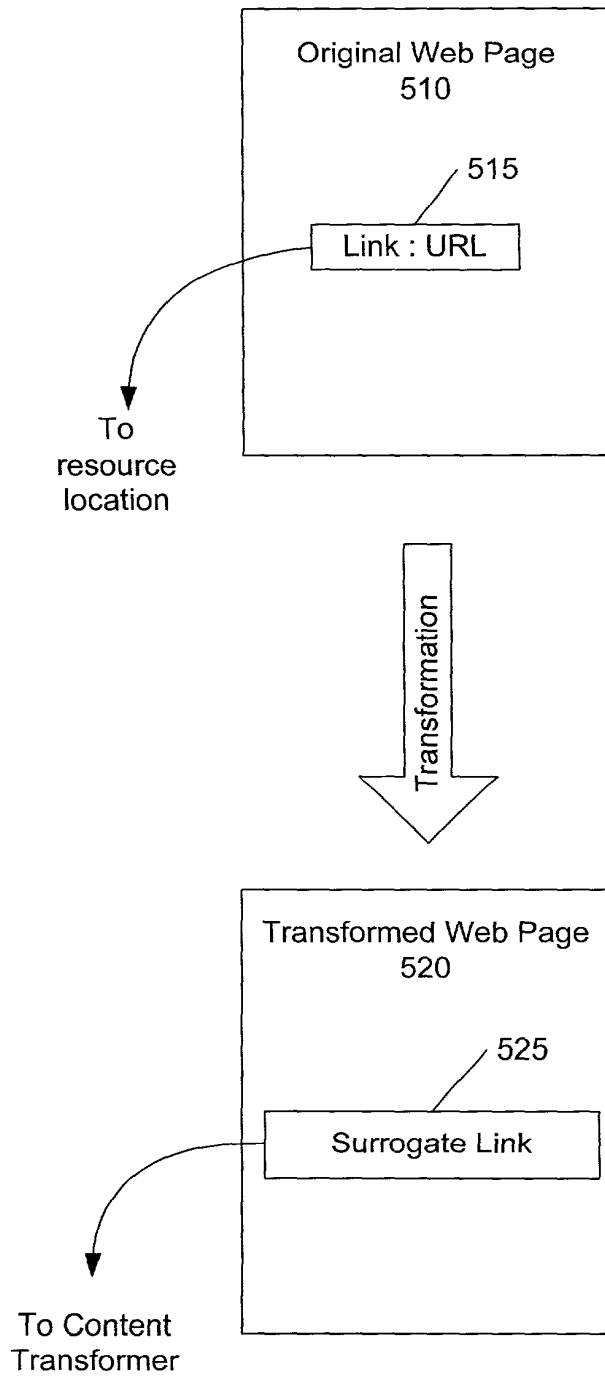 Original Web Page
510
515
Link : URL
To
resource
location
Transformation
Transformed Web Page
520
525
Surrogate Link
To Content
Transformer